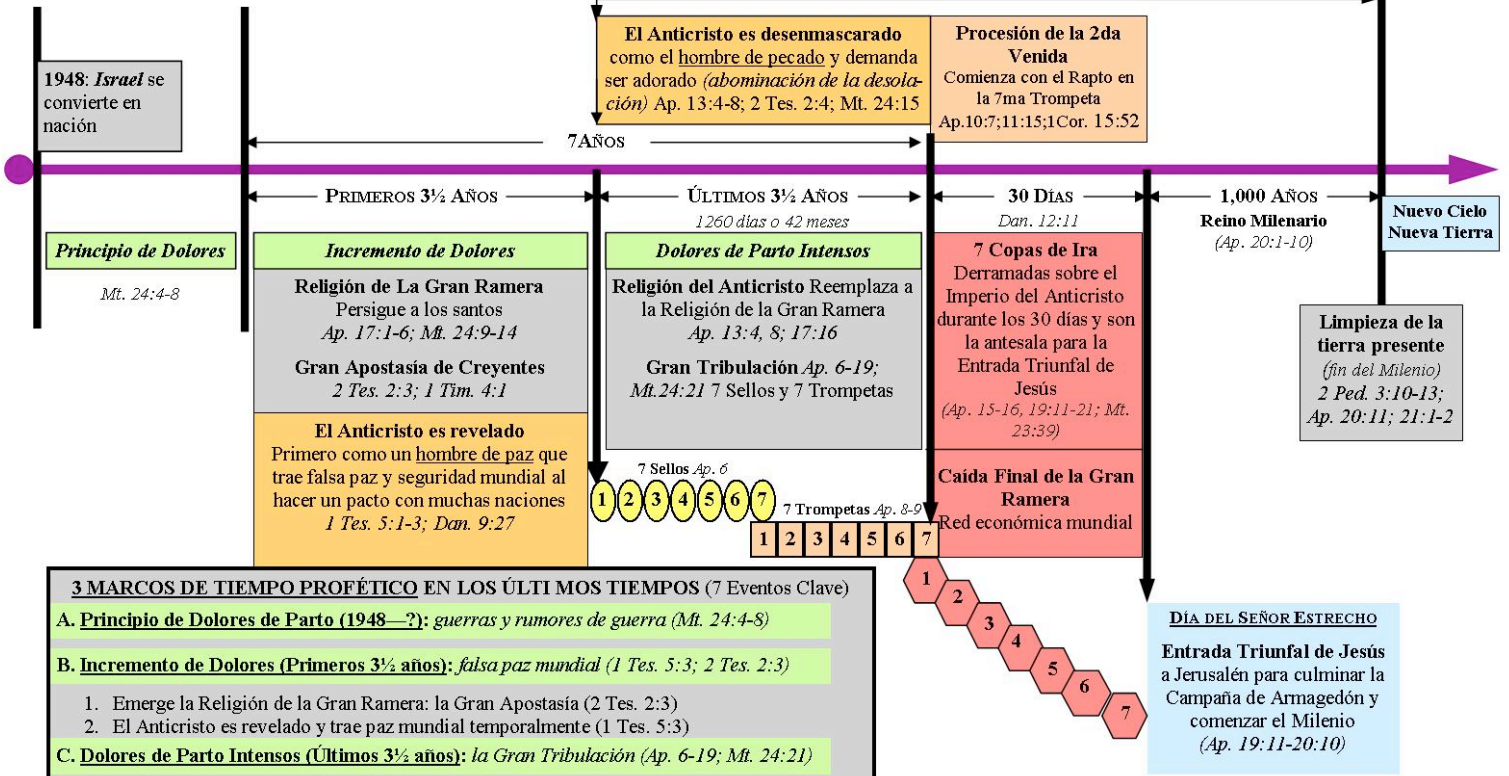 El Anticristo es desenmascarado
como el hombre de pecado y demanda
ser adorado (abominación de la desola-
ción) Ap. 13:4-8; 2 Tes. 2:4; Mt. 24:15
Procesión de la 2da
Venida
Comienza con el Rapto en
la 7ma Trompeta
Ap.10:7;11:15;1Cor. 15:52
1948: Israel se
convierte en
nación
7 AÑOS
PRIMEROS 3½ AÑOS
ÚLTIMOS 3½ AÑOS
1260 días o 42 meses
30 DÍAS
Dan. 12:11
1,000 AÑOS
Reino Milenario
(Ap. 20:1-10)
Nuevo Cielo
Nueva Tierra
Principio de Dolores
Mt. 24:4-8
Incremento de Dolores
Religión de La Gran Ramera
Persigue a los santos
Ap. 17:1-6; Mt. 24:9-14
Gran Apostasía de Creyentes
2 Tes. 2:3; 1 Tim. 4:1
El Anticristo es revelado
Primero como un hombre de paz que
trae falsa paz y seguridad mundial al
hacer un pacto con muchas naciones
1 Tes. 5:1-3; Dan. 9:27
Dolores de Parto Intensos
Religión del Anticristo Reemplaza a
la Religión de la Gran Ramera
Ap. 13:4, 8; 17:16
Gran Tribulación Ap. 6-19;
Mt.24:21 7 Sellos y 7 Trompetas
7 Sellos Ap. 6
1 2 3 4 5 6 7
7 Trompetas Ap. 8-9
1 2 3 4 5 6 7
7 Copas de Ira
Derramadas sobre el
Imperio del Anticristo
durante los 30 días y son
la antesala para la
Entrada Triunfal de
Jesús
(Ap. 15-16, 19:11-21; Mt.
23:39)
Caída Final de la Gran
Ramera
Red económica mundial
1
2
3
4
5
6
7
Limpieza de la
tierra presente
(fin del Milenio)
2 Ped. 3:10-13;
Ap. 20:11; 21:1-2
DÍA DEL SEÑOR ESTRECHO
Entrada Triunfal de Jesús
a Jerusalén para culminar la
Campaña de Armagedón y
comenzar el Milenio
(Ap. 19:11-20:10)
3 MARCOS DE TIEMPO PROFÉTICO EN LOS ÚLTIMOS TIEMPOS (7 Eventos Clave)
A. Principio de Dolores de Parto (1948—?): guerras y rumores de guerra (Mt. 24:4-8)
B. Incremento de Dolores (Primeros 3½ años): falsa paz mundial (1 Tes. 5:3; 2 Tes. 2:3)
1. Emerge la Religión de la Gran Ramera: la Gran Apostasía (2 Tes. 2:3)
2. El Anticristo es revelado y trae paz mundial temporalmente (1 Tes. 5:3)
C. Dolores de Parto Intensos (Últimos 3½ años): la Gran Tribulación (Ap. 6-19; Mt. 24:21)